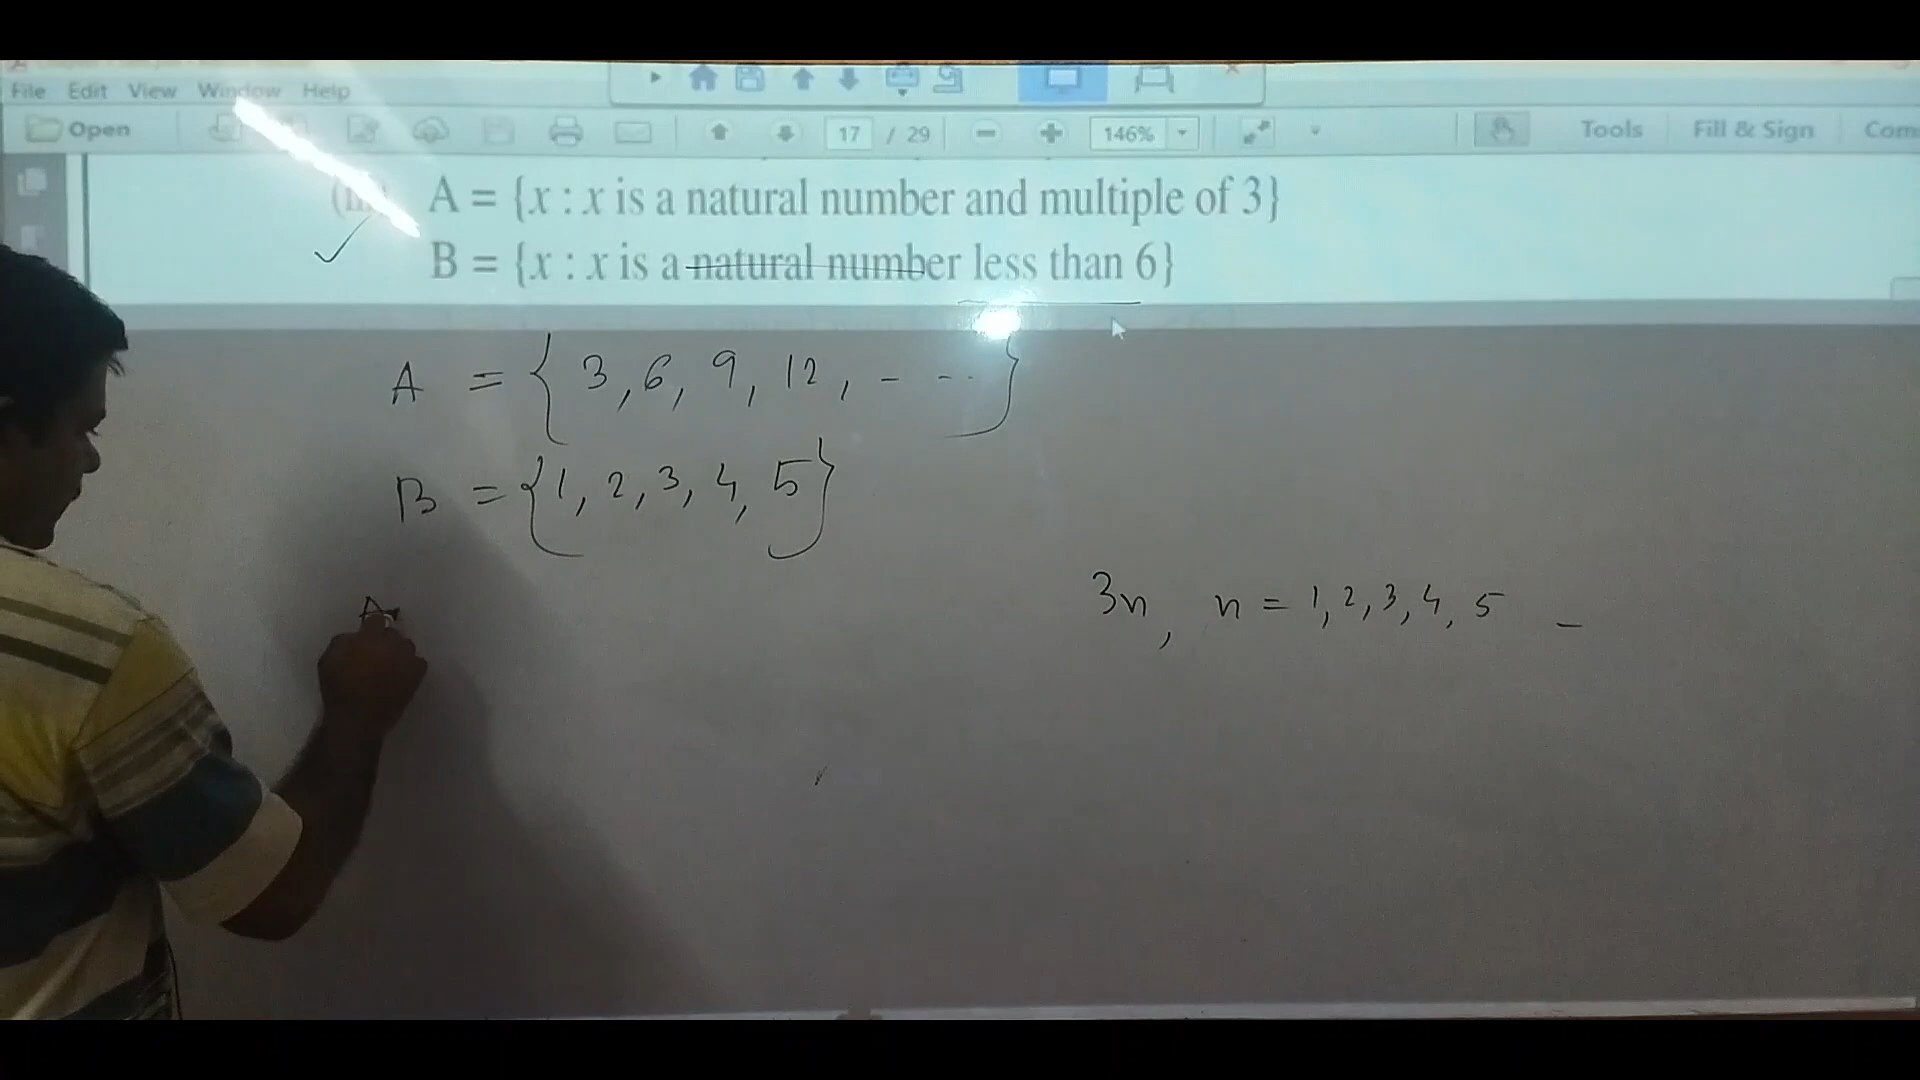 File Edit View Window Help
Open 17 / 29 146% Tools Fill & Sign Com
A = {x : x is a natural number and multiple of 3}
B = {x : x is a natural number less than 6}
A = { 3, 6, 9, 12, - - - }
B = {1, 2, 3, 4, 5}
A
3n, n = 1, 2, 3, 4, 5 _